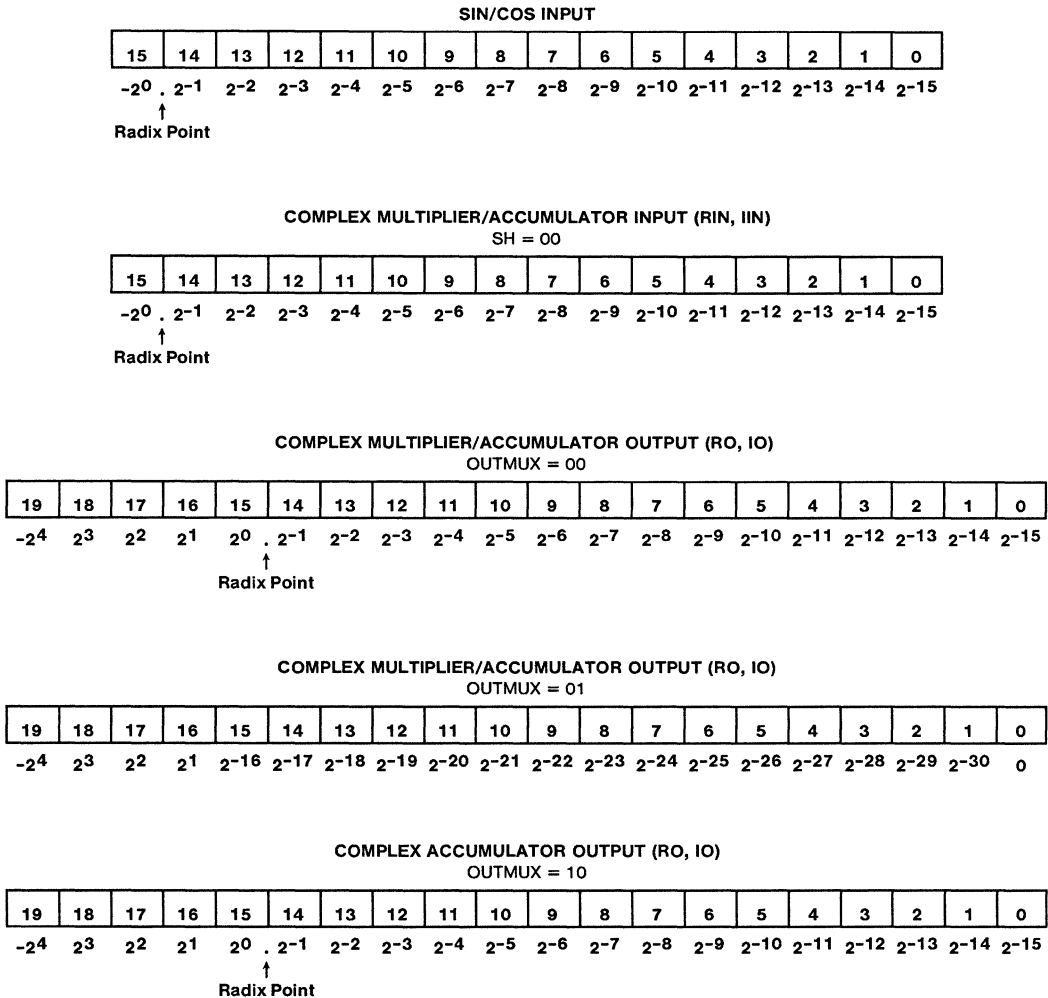 SIN/COS INPUT
15 14 13 12 11 10 9 8 7 6 5 4 3 2 1 0
-2⁰ . 2⁻¹ 2⁻² 2⁻³ 2⁻⁴ 2⁻⁵ 2⁻⁶ 2⁻⁷ 2⁻⁸ 2⁻⁹ 2⁻¹⁰ 2⁻¹¹ 2⁻¹² 2⁻¹³ 2⁻¹⁴ 2⁻¹⁵
Radix Point
COMPLEX MULTIPLIER/ACCUMULATOR INPUT (RIN, IIN)
SH = 00
15 14 13 12 11 10 9 8 7 6 5 4 3 2 1 0
-2⁰ . 2⁻¹ 2⁻² 2⁻³ 2⁻⁴ 2⁻⁵ 2⁻⁶ 2⁻⁷ 2⁻⁸ 2⁻⁹ 2⁻¹⁰ 2⁻¹¹ 2⁻¹² 2⁻¹³ 2⁻¹⁴ 2⁻¹⁵
Radix Point
COMPLEX MULTIPLIER/ACCUMULATOR OUTPUT (RO, IO)
OUTMUX = 00
19 18 17 16 15 14 13 12 11 10 9 8 7 6 5 4 3 2 1 0
-2⁴ 2³ 2² 2¹ 2⁰ . 2⁻¹ 2⁻² 2⁻³ 2⁻⁴ 2⁻⁵ 2⁻⁶ 2⁻⁷ 2⁻⁸ 2⁻⁹ 2⁻¹⁰ 2⁻¹¹ 2⁻¹² 2⁻¹³ 2⁻¹⁴ 2⁻¹⁵
Radix Point
COMPLEX MULTIPLIER/ACCUMULATOR OUTPUT (RO, IO)
OUTMUX = 01
19 18 17 16 15 14 13 12 11 10 9 8 7 6 5 4 3 2 1 0
-2⁴ 2³ 2² 2¹ 2⁻¹⁶ 2⁻¹⁷ 2⁻¹⁸ 2⁻¹⁹ 2⁻²⁰ 2⁻²¹ 2⁻²² 2⁻²³ 2⁻²⁴ 2⁻²⁵ 2⁻²⁶ 2⁻²⁷ 2⁻²⁸ 2⁻²⁹ 2⁻³⁰ 0
COMPLEX ACCUMULATOR OUTPUT (RO, IO)
OUTMUX = 10
19 18 17 16 15 14 13 12 11 10 9 8 7 6 5 4 3 2 1 0
-2⁴ 2³ 2² 2¹ 2⁰ . 2⁻¹ 2⁻² 2⁻³ 2⁻⁴ 2⁻⁵ 2⁻⁶ 2⁻⁷ 2⁻⁸ 2⁻⁹ 2⁻¹⁰ 2⁻¹¹ 2⁻¹² 2⁻¹³ 2⁻¹⁴ 2⁻¹⁵
Radix Point